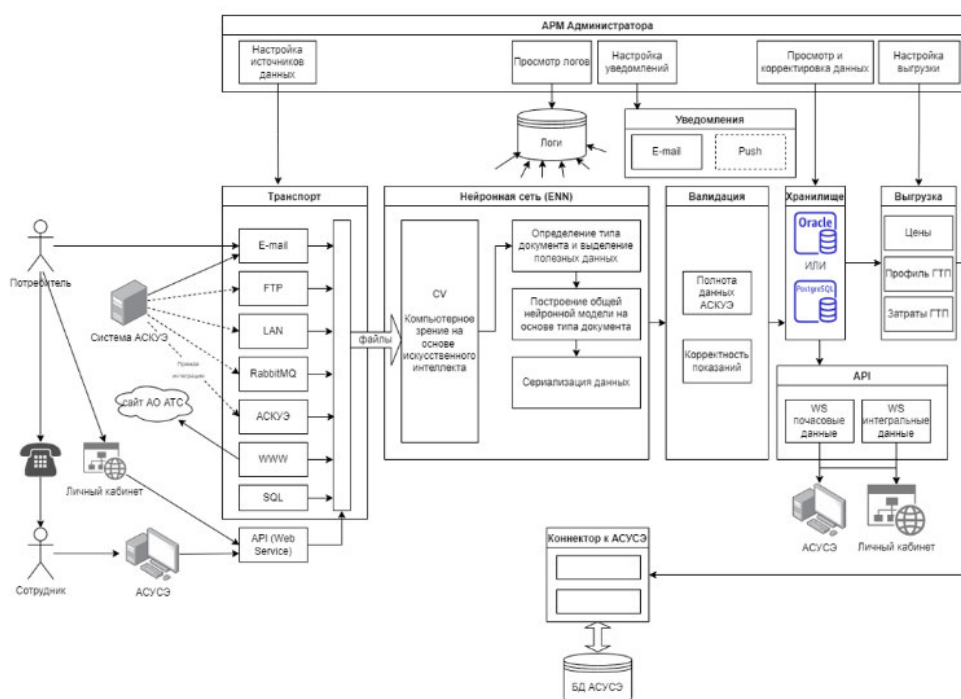 АРМ Администратора
Настройка
источников
данных
Просмотр логов
Настройка
уведомлений
Просмотр и
корректировка данных
Настройка
выгрузки
Логи
Уведомления
E-mail
Push
Транспорт
Нейронная сеть (ENN)
Валидация
Хранилище
Выгрузка
Потребитель
Система АСКУЭ
Прямая
интеграция
сайт АО АТС
Личный кабинет
Сотрудник
АСУСЭ
E-mail
FTP
LAN
RabbitMQ
АСКУЭ
WWW
SQL
API (Web
Service)
файлы
CV
Компьютерное
зрение на
основе
искусственного
интеллекта
Определение типа
документа и выделение
полезных данных
Построение общей
нейронной модели на
основе типа документа
Сериализация данных
Полнота
данных
АСКУЭ
Корректность
показаний
Oracle
ИЛИ
PostgreSQL
Цены
Профиль ГТП
Затраты ГТП
API
WS
почасовые
данные
WS
интегральные
данные
АСУСЭ
Личный кабинет
Коннектор к АСУСЭ
БД АСУСЭ